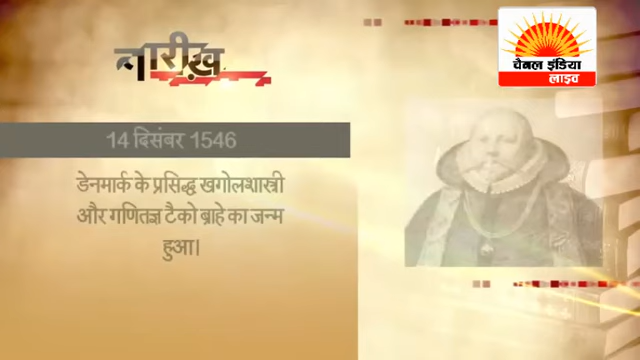 तारीख़
चैनल इंडिया
लाइव
14 दिसंबर 1546
डेनमार्क के प्रसिद्ध खगोलशास्त्री
और गणितज्ञ टैको ब्राहे का जन्म
हुआ।